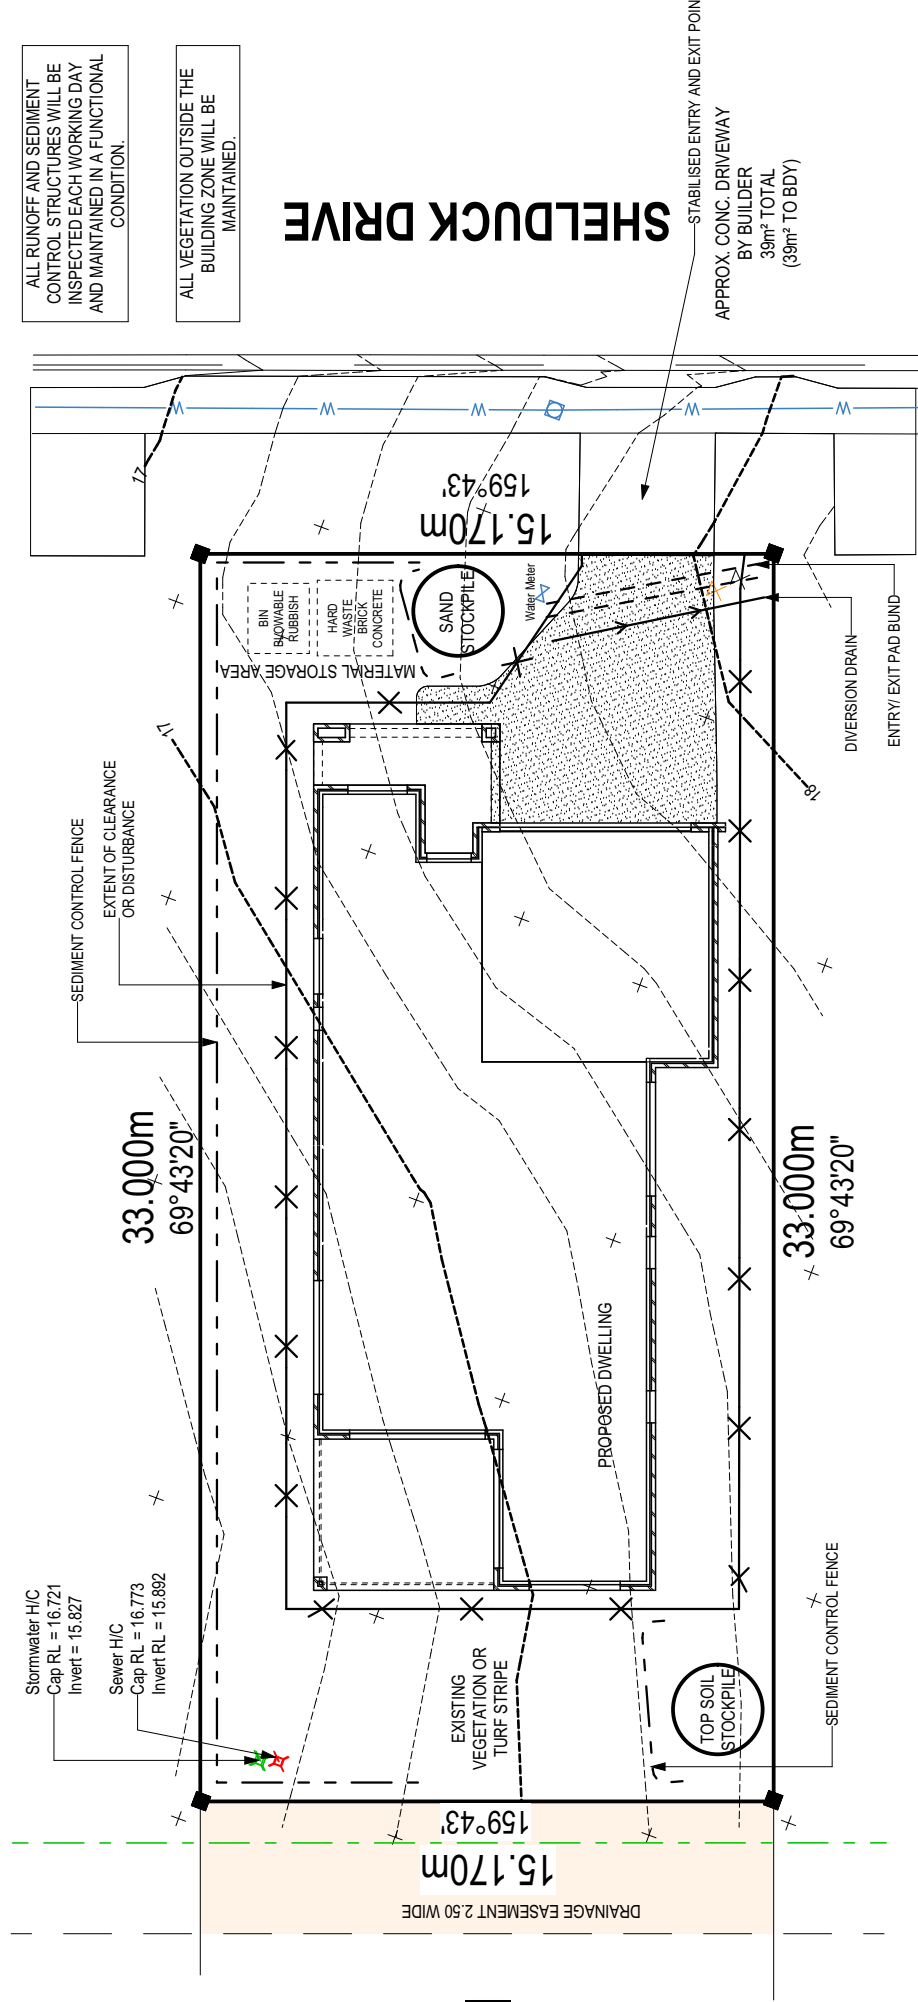 ALL RUNOFF AND SEDIMENT
CONTROL STRUCTURES WILL BE
INSPECTED EACH WORKING DAY
AND MAINTAINED IN A FUNCTIONAL
CONDITION.
ALL VEGETATION OUTSIDE THE
BUILDING ZONE WILL BE
MAINTAINED.
SHELDUCK DRIVE
STABILISED ENTRY AND EXIT POIN
APPROX. CONC. DRIVEWAY
BY BUILDER
39m² TOTAL
(39m² TO BDY)
W
W
W
W
W
17
159°43'
15.170m
BIN
BLOWABLE
RUBBISH
HARD
WASTE
BRICK
CONCRETE
MATERIAL STORAGE AREA
SAND
STOCKPILE
Water Meter
DIVERSION DRAIN
ENTRY/ EXIT PAD BUND
17
18
SEDIMENT CONTROL FENCE
EXTENT OF CLEARANCE
OR DISTURBANCE
33.000m
69°43'20"
33.000m
69°43'20"
PROPOSED DWELLING
Stormwater H/C
Cap RL = 16.721
Invert = 15.827
Sewer H/C
Cap RL = 16.773
Invert RL = 15.892
EXISTING
VEGETATION OR
TURF STRIPE
TOP SOIL
STOCKPILE
SEDIMENT CONTROL FENCE
159°43'
15.170m
DRAINAGE EASEMENT 2.50 WIDE